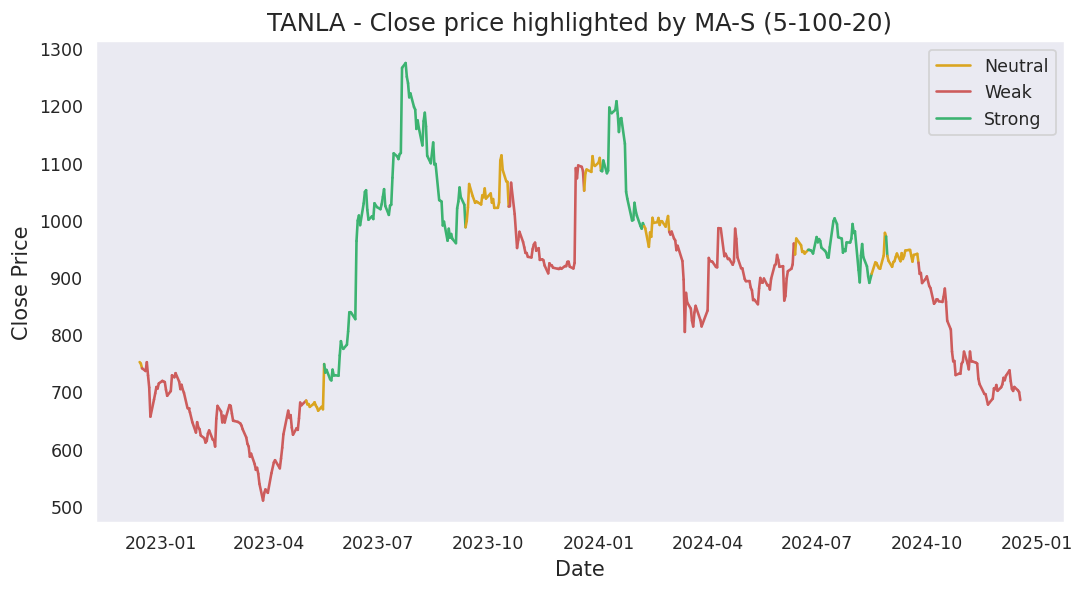 TANLA - Close price highlighted by MA-S (5-100-20)
Close Price
1300
1200
1100
1000
900
800
700
600
500
Neutral
Weak
Strong
2023-01 2023-04 2023-07 2023-10 2024-01 2024-04 2024-07 2024-10 2025-01
Date